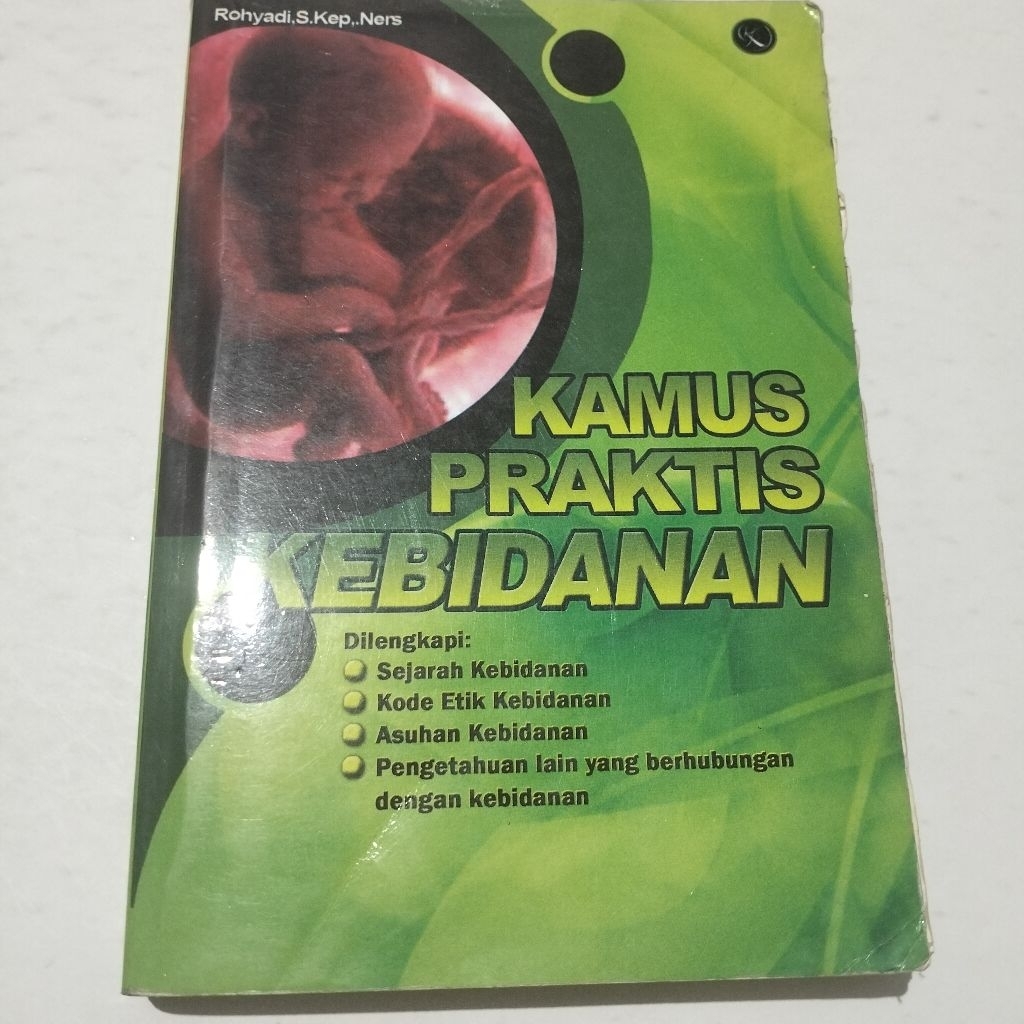 Rohyadi,S.Kep,.Ners
KAMUS
PRAKTIS
KEBIDANAN
Dilengkapi:
Sejarah Kebidanan
Kode Etik Kebidanan
Asuhan Kebidanan
Pengetahuan lain yang berhubungan
dengan kebidanan